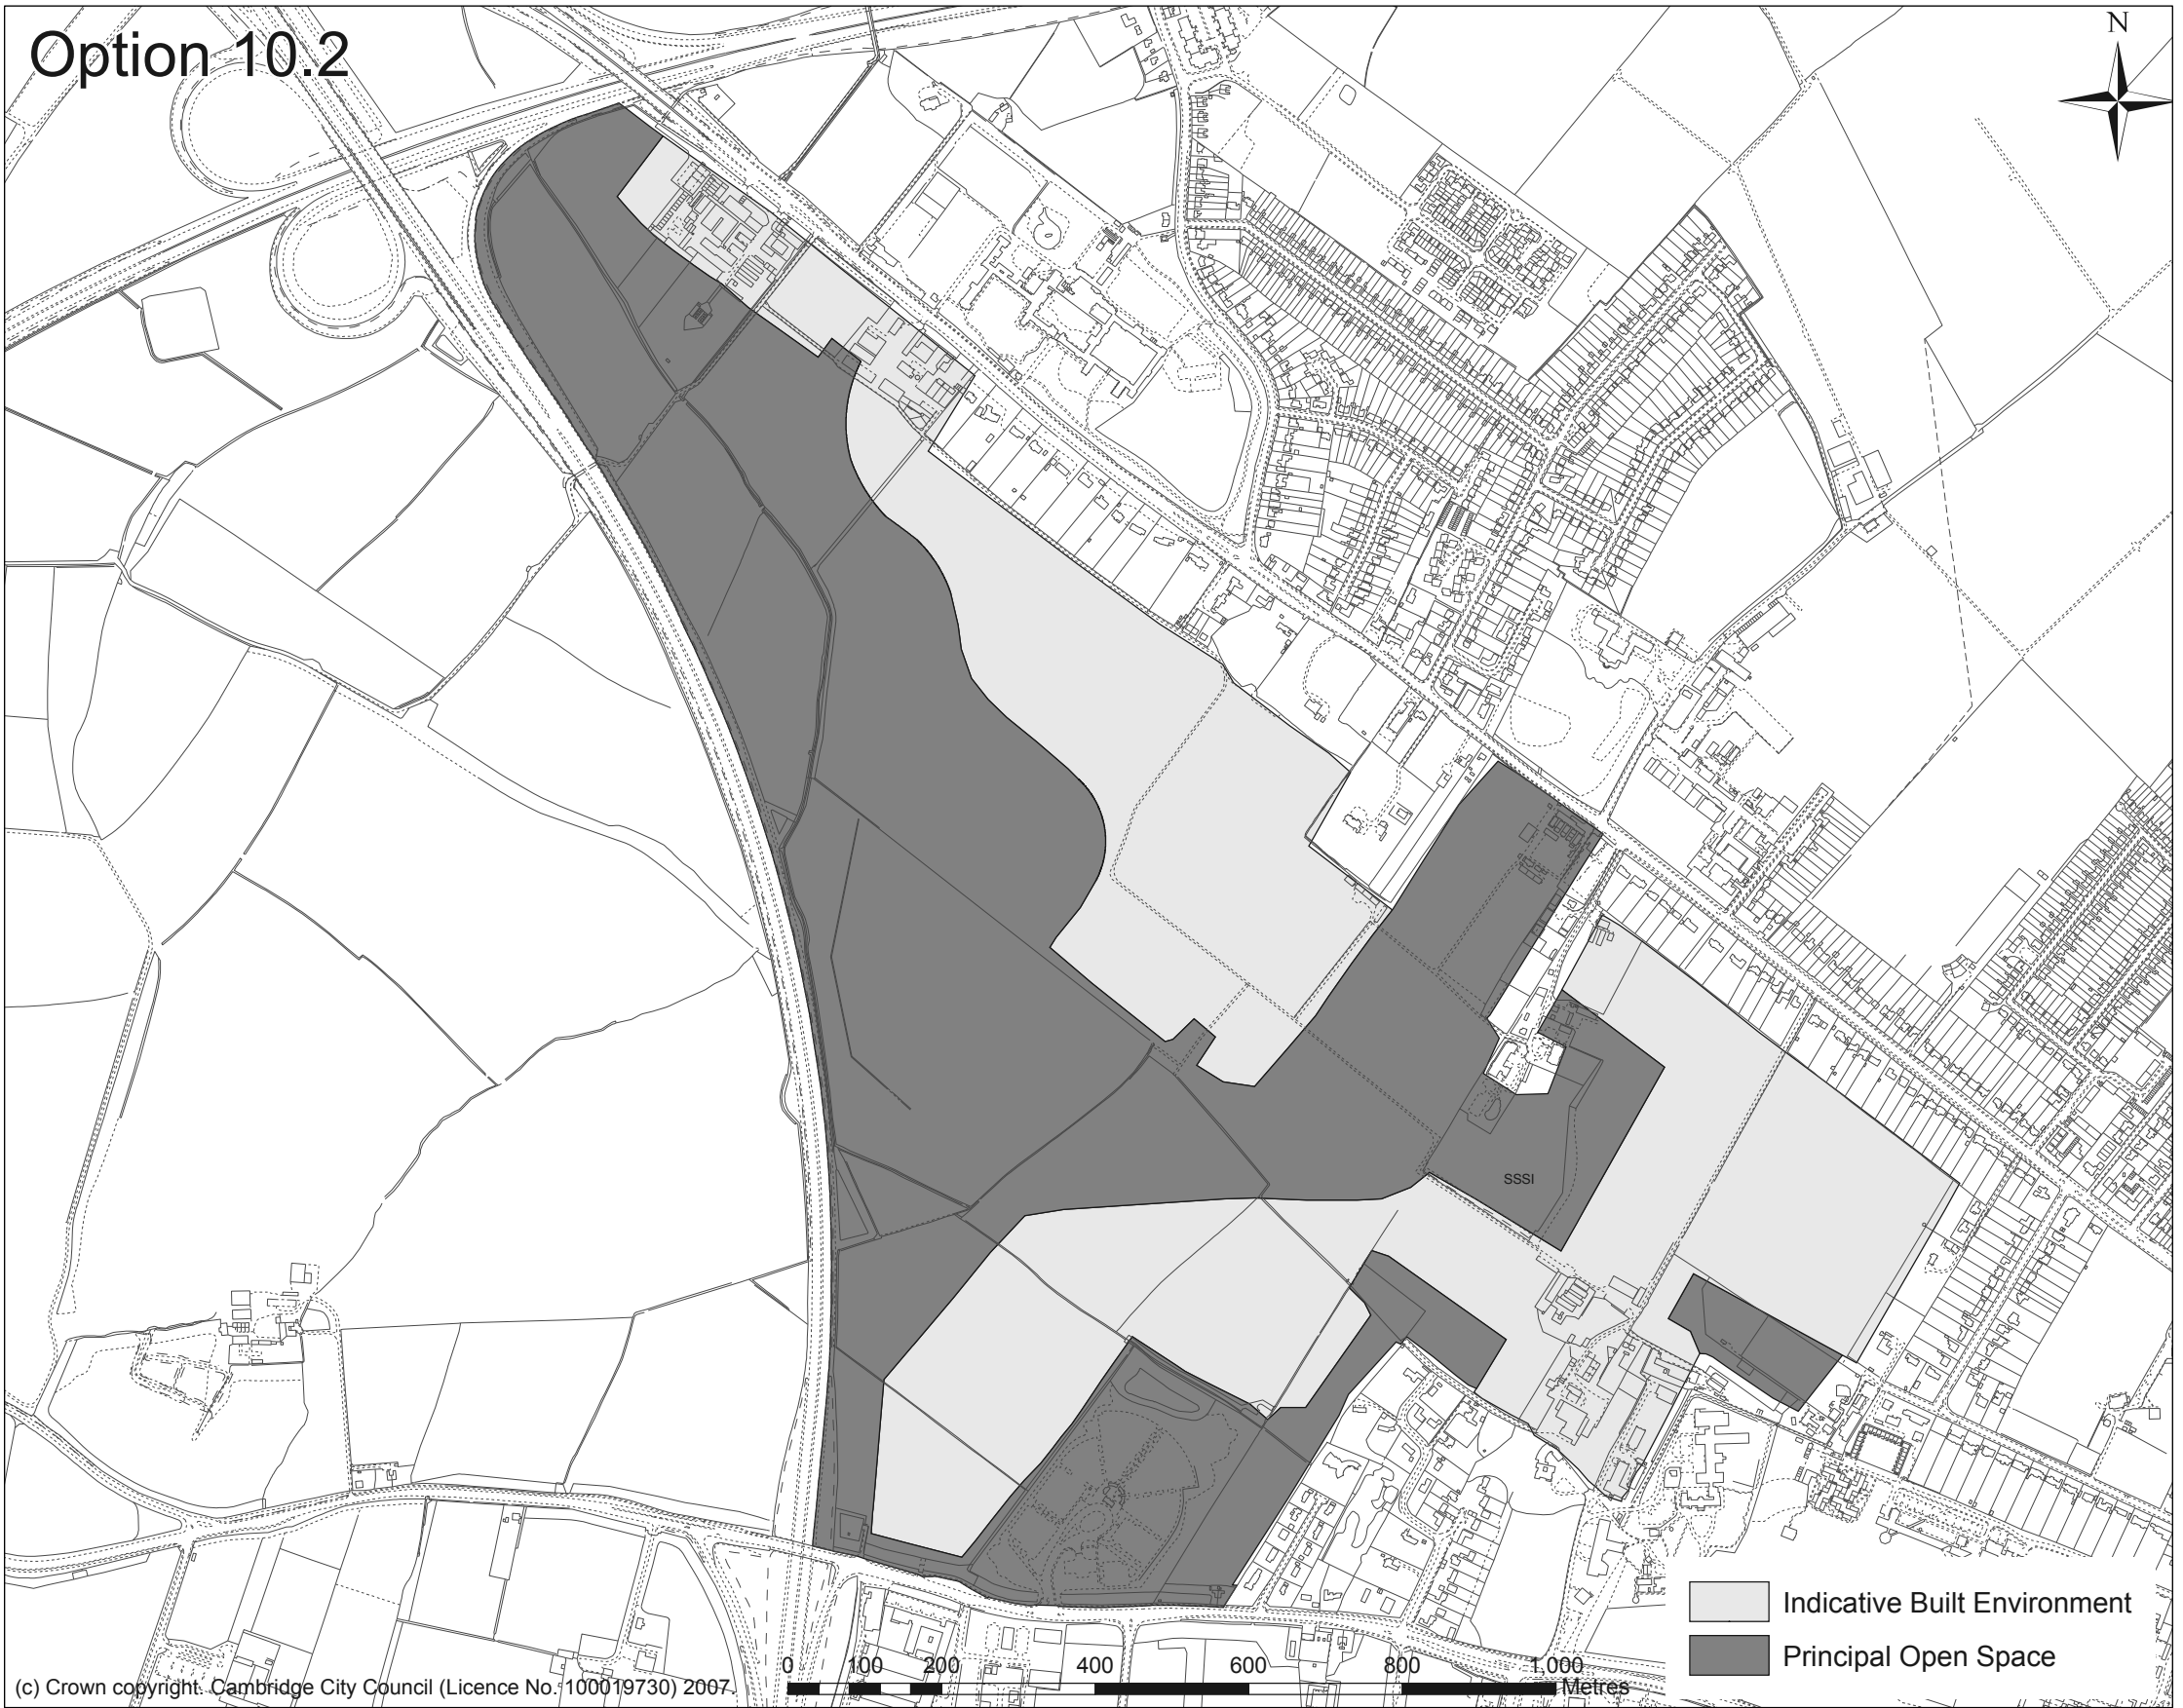 Option 10.2
N
SSSI
Indicative Built Environment
Principal Open Space
0 100 200 400 600 800 1,000
Metres
(c) Crown copyright. Cambridge City Council (Licence No. 100019730) 2007.